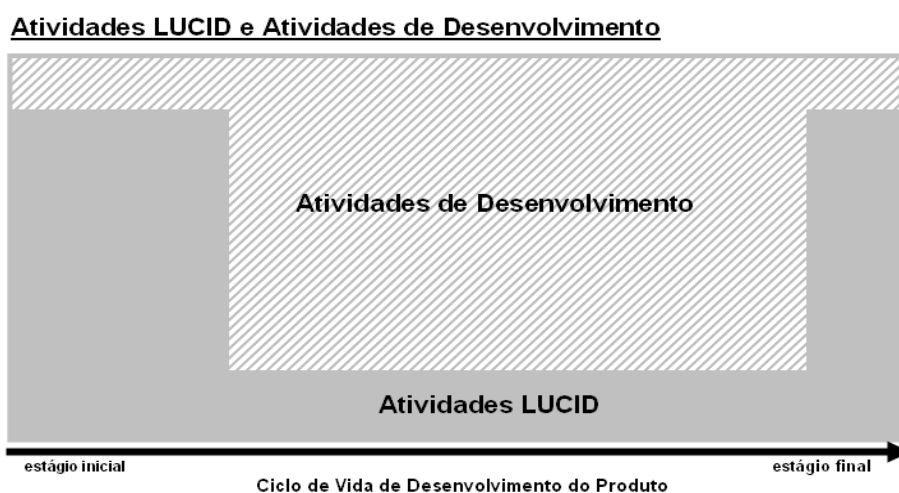 Atividades LUCID e Atividades de Desenvolvimento
Atividades de Desenvolvimento
Atividades LUCID
estágio inicial
estágio final
Ciclo de Vida de Desenvolvimento do Produto